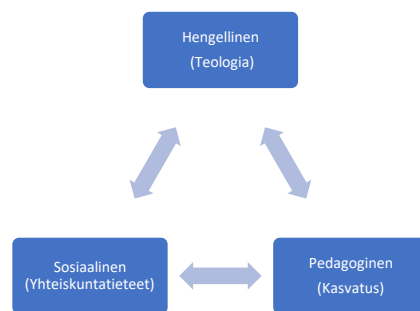 Hengellinen
(Teologia)
Sosiaalinen
(Yhteiskuntatieteet)
Pedagoginen
(Kasvatus)